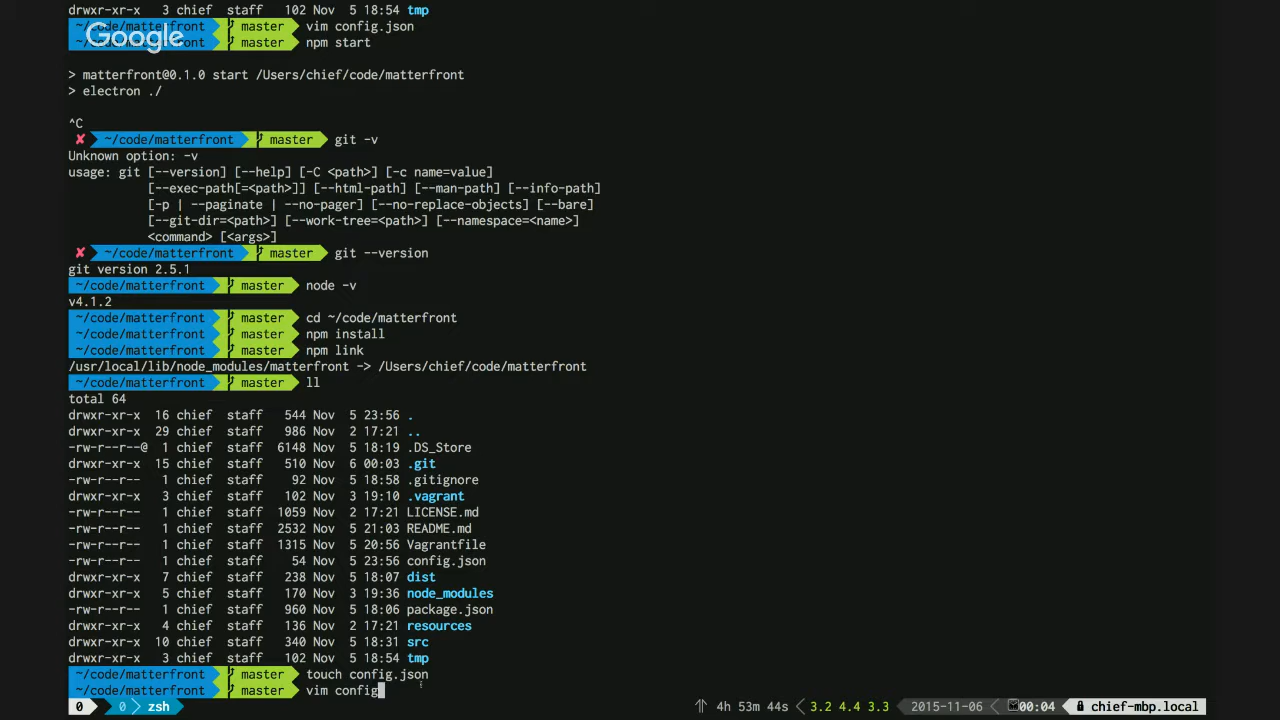 drwxr-xr-x   3 chief  staff   102 Nov  5 18:54 tmp
~/code/matterfront  master  vim config.json
Google
~/code/matterfront  master  npm start
> matterfront@0.1.0 start /Users/chief/code/matterfront
> electron ./
^C
✘  ~/code/matterfront  master  git -v
Unknown option: -v
usage: git [--version] [--help] [-C <path>] [-c name=value]
           [--exec-path[=<path>]] [--html-path] [--man-path] [--info-path]
           [-p | --paginate | --no-pager] [--no-replace-objects] [--bare]
           [--git-dir=<path>] [--work-tree=<path>] [--namespace=<name>]
           <command> [<args>]
✘  ~/code/matterfront  master  git --version
git version 2.5.1
~/code/matterfront  master  node -v
v4.1.2
~/code/matterfront  master  cd ~/code/matterfront
~/code/matterfront  master  npm install
~/code/matterfront  master  npm link
/usr/local/lib/node_modules/matterfront -> /Users/chief/code/matterfront
~/code/matterfront  master  ll
total 64
drwxr-xr-x  16 chief  staff   544 Nov  5 23:56 .
drwxr-xr-x  29 chief  staff   986 Nov  2 17:21 ..
-rw-r--r--@  1 chief  staff  6148 Nov  5 18:19 .DS_Store
drwxr-xr-x  15 chief  staff   510 Nov  6 00:03 .git
-rw-r--r--   1 chief  staff    92 Nov  5 18:58 .gitignore
drwxr-xr-x   3 chief  staff   102 Nov  3 19:10 .vagrant
-rw-r--r--   1 chief  staff  1059 Nov  2 17:21 LICENSE.md
-rw-r--r--   1 chief  staff  2532 Nov  5 21:03 README.md
-rw-r--r--   1 chief  staff  1315 Nov  5 20:56 Vagrantfile
-rw-r--r--   1 chief  staff    54 Nov  5 23:56 config.json
drwxr-xr-x   7 chief  staff   238 Nov  5 18:07 dist
drwxr-xr-x   5 chief  staff   170 Nov  3 19:36 node_modules
-rw-r--r--   1 chief  staff   960 Nov  5 18:06 package.json
drwxr-xr-x   4 chief  staff   136 Nov  2 17:21 resources
drwxr-xr-x  10 chief  staff   340 Nov  5 18:31 src
drwxr-xr-x   3 chief  staff   102 Nov  5 18:54 tmp
~/code/matterfront  master  touch config.json
~/code/matterfront  master  vim config
0  0  zsh  4h 53m 44s  3.2 4.4 3.3  2015-11-06  00:04  chief-mbp.local